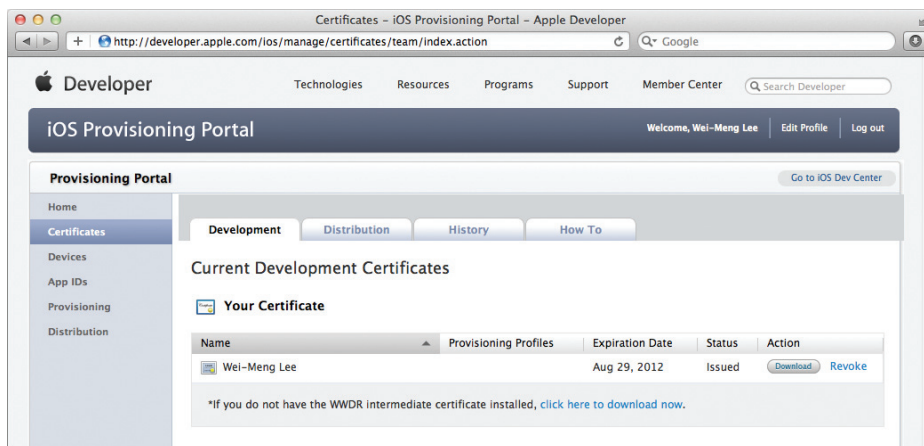 Certificates – iOS Provisioning Portal – Apple Developer
http://developer.apple.com/ios/manage/certificates/team/index.action Google
Developer Technologies Resources Programs Support Member Center Search Developer
iOS Provisioning Portal Welcome, Wei-Meng Lee Edit Profile Log out
Provisioning Portal Go to iOS Dev Center
Home
Certificates
Devices
App IDs
Provisioning
Distribution
Development Distribution History How To
Current Development Certificates
Your Certificate
Name Provisioning Profiles Expiration Date Status Action
Wei-Meng Lee Aug 29, 2012 Issued Download Revoke
*If you do not have the WWDR intermediate certificate installed, click here to download now.